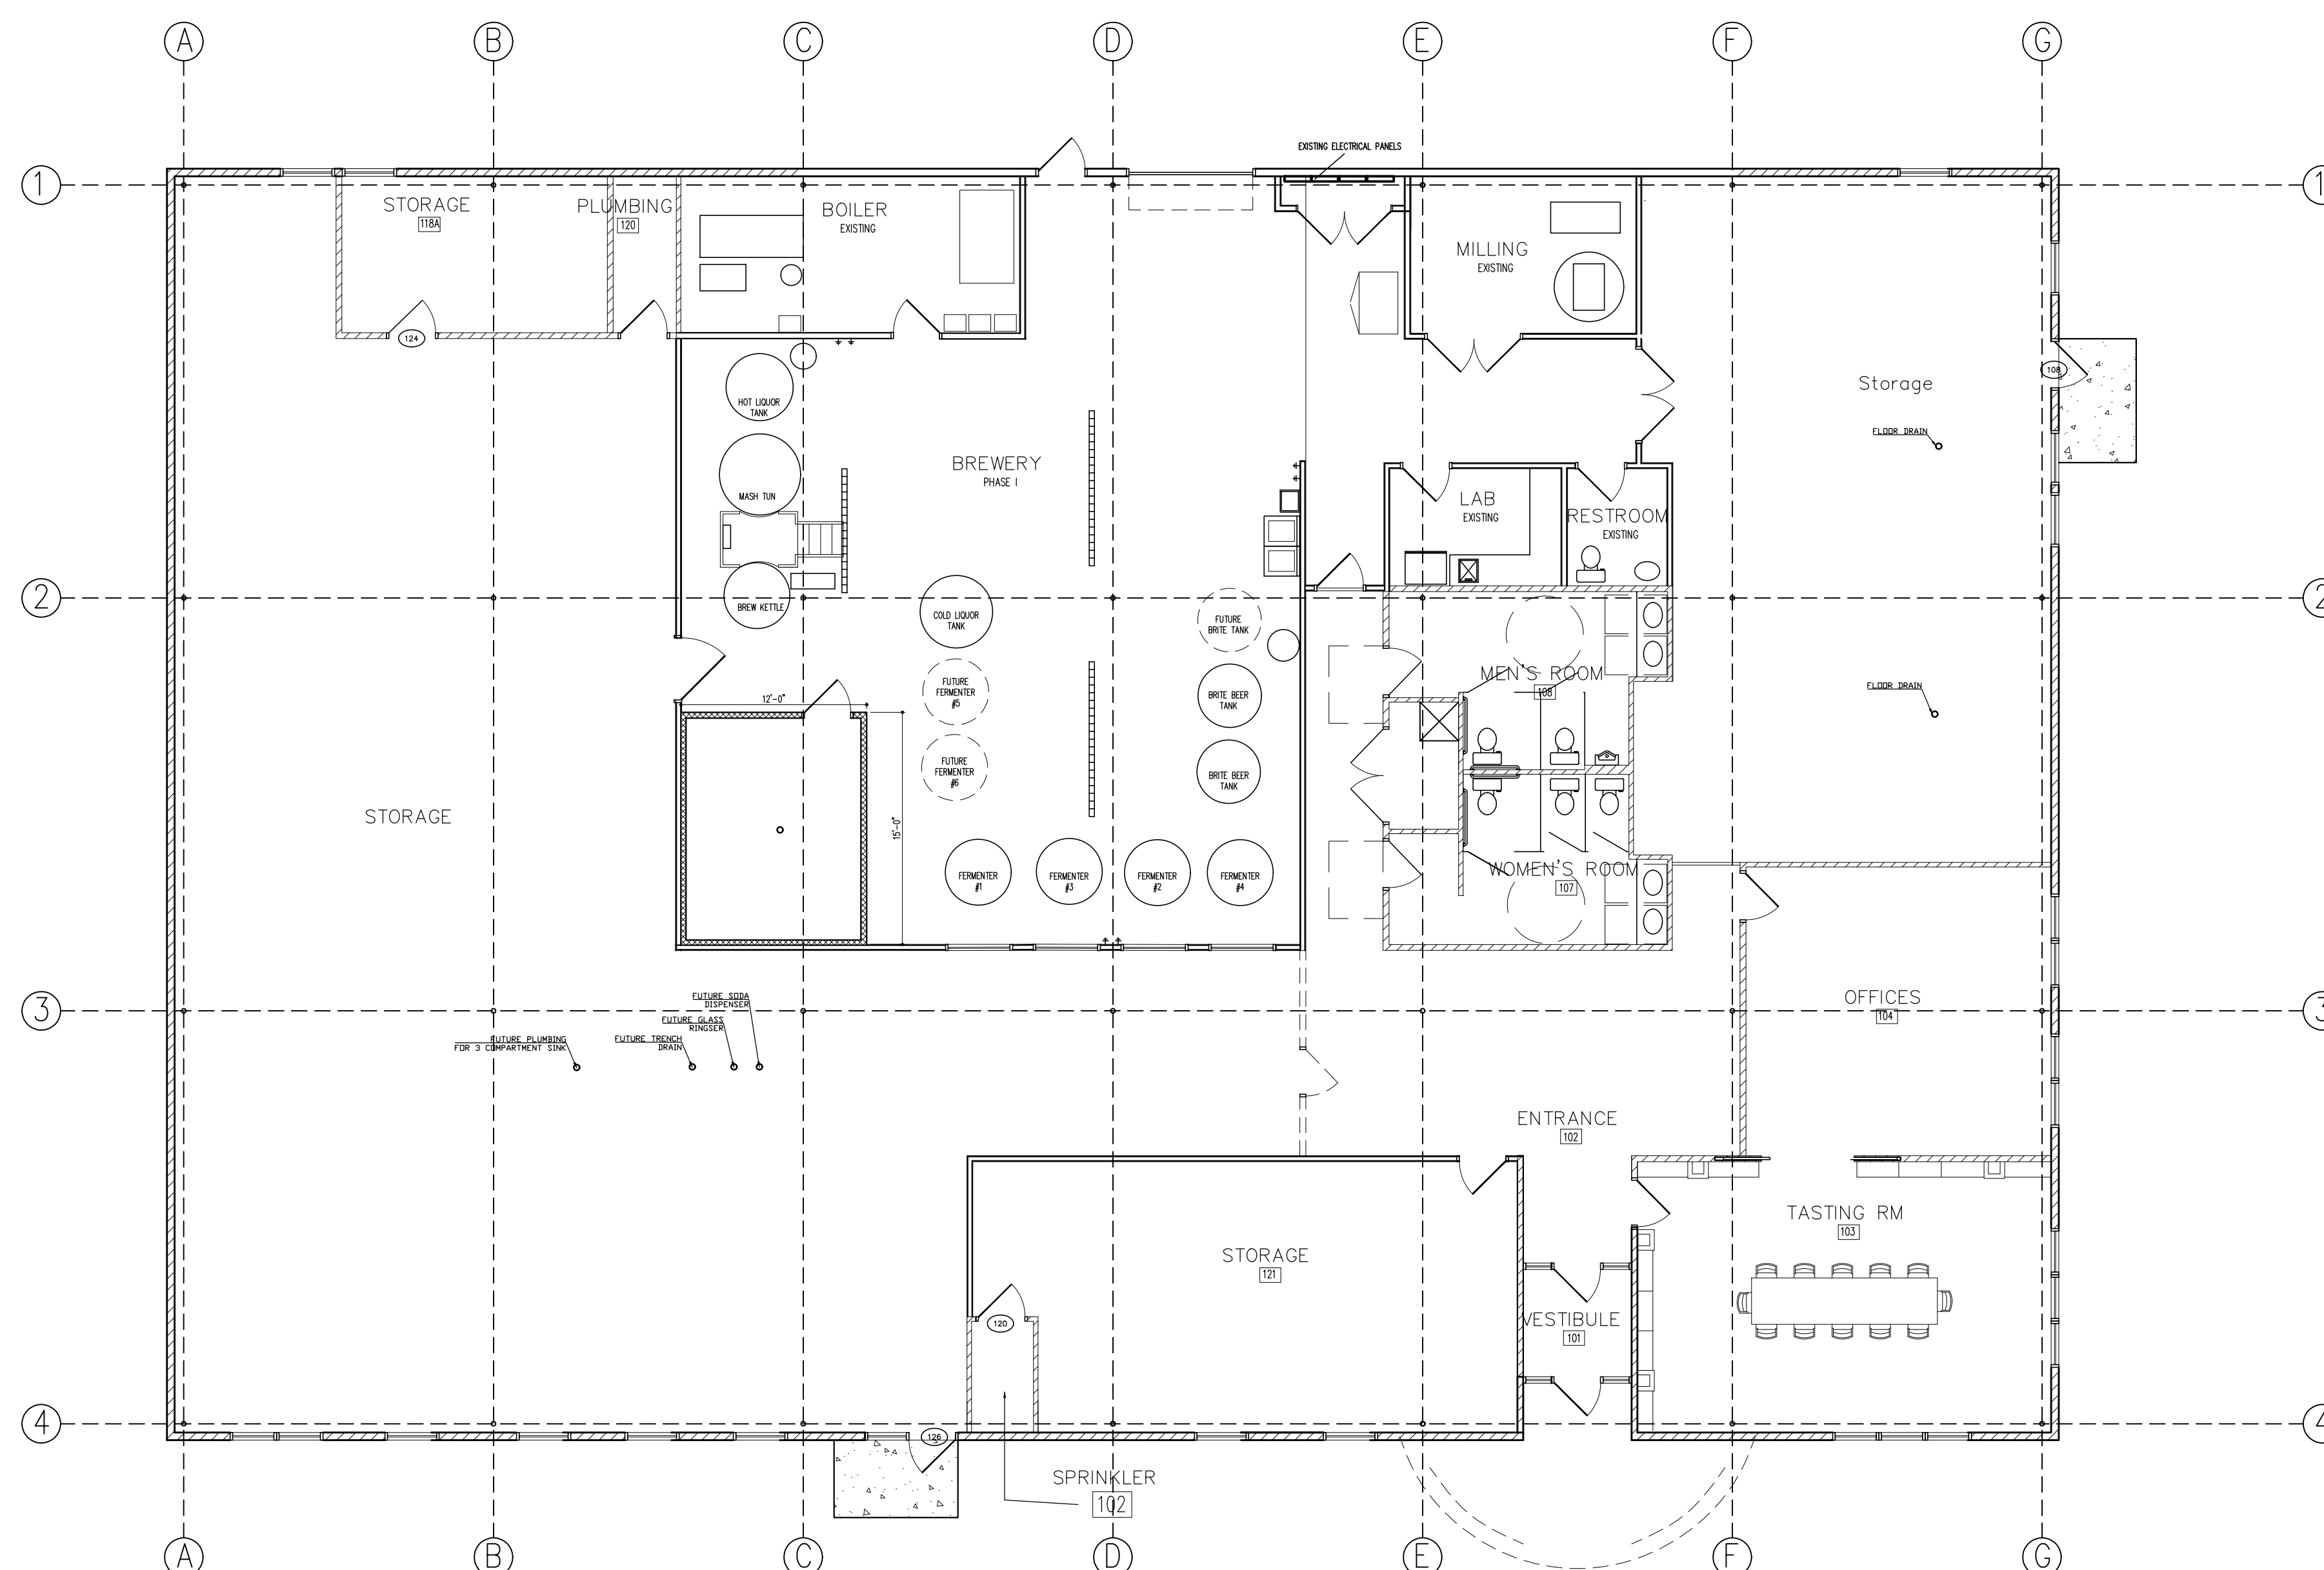 A B C D E F G
EXISTING ELECTRICAL PANELS
1 1
STORAGE
118A
PLUMBING
120
BOILER
EXISTING
MILLING
EXISTING
124
108
Storage
HOT LIQUOR
TANK
FLOOR DRAIN
BREWERY
PHASE I
MASH TUN
LAB
EXISTING
RESTROOM
EXISTING
2 2
BREW KETTLE
COLD LIQUOR
TANK
FUTURE
BRITE TANK
MEN'S ROOM
108
FLOOR DRAIN
12'-0"
FUTURE
FERMENTER
#5
BRITE BEER
TANK
FUTURE
FERMENTER
#6
BRITE BEER
TANK
STORAGE
15'-0"
FERMENTER
#1
FERMENTER
#3
FERMENTER
#2
FERMENTER
#4
WOMEN'S ROOM
107
3 3
OFFICES
104
FUTURE SODA
DISPENSER
FUTURE GLASS
RINGSER
FUTURE TRENCH
DRAIN
FUTURE PLUMBING
FOR 3 COMPARTMENT SINK
ENTRANCE
102
TASTING RM
103
STORAGE
121
120
VESTIBULE
101
4 4
126
SPRINKLER
102
A B C D E F G